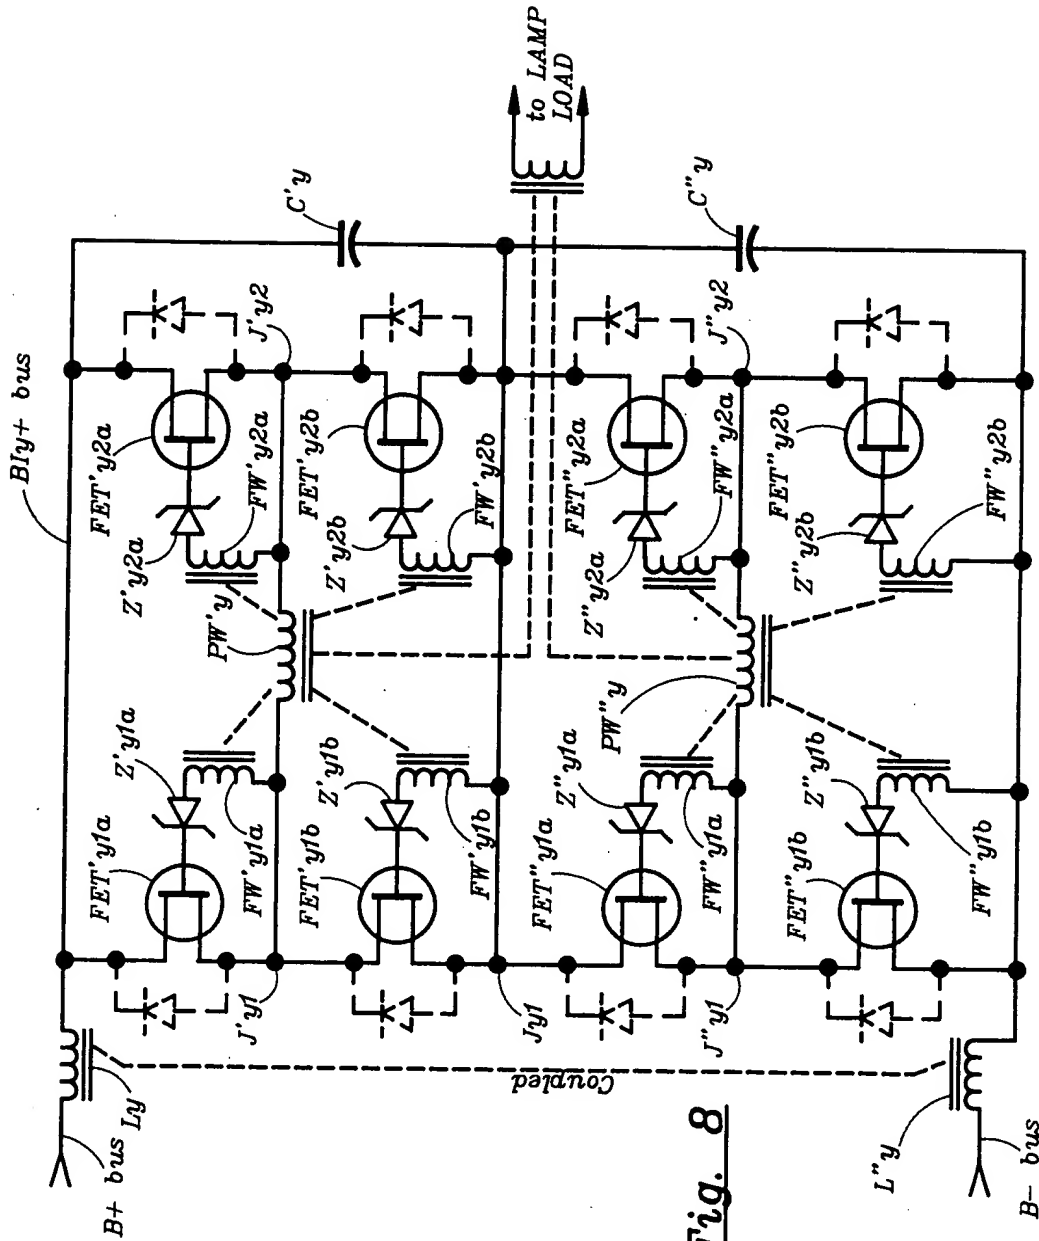 B+ bus
Ly
BIy+ bus
J'y1
FET'y1a
Z'y1a
FW'y1a
PW'y
Z'y2a
FET'y2a
FW'y2a
J'y2
C'y
FET'y1b
Z'y1b
FW'y1b
Jy1
Z'y2b
FET'y2b
FW'y2b
to LAMP
LOAD
Coupled
FET"y1a
Z"y1a
FW"y1a
J"y1
PW"y
Z"y2a
FET"y2a
FW"y2a
J"y2
C"y
FET"y1b
Z"y1b
FW"y1b
Z"y2b
FET"y2b
FW"y2b
L"y
B- bus
Fig. 8